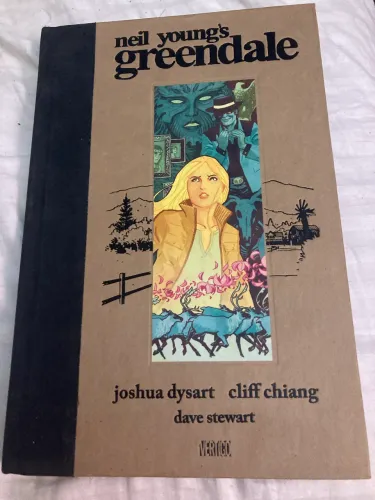 neil young's
greendale
joshua dysart cliff chiang
dave stewart
VERTIGO